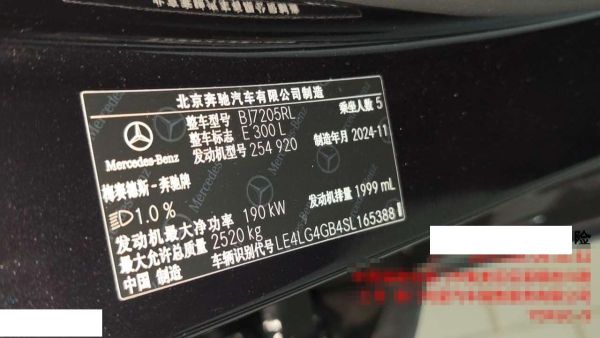 北京奔驰汽车有限公司制造
整车型号 BJ7205RL 乘坐人数 5
整车标志 E 300 L
发动机型号 254 920 制造年月 2024-11
Mercedes-Benz
梅赛德斯-奔驰牌
1.0 % 发动机排量 1999 mL
发动机最大净功率 190 kW
最大允许总质量 2520 kg
中国 制造 车辆识别代号 LE4LG4GB4SL165388
险